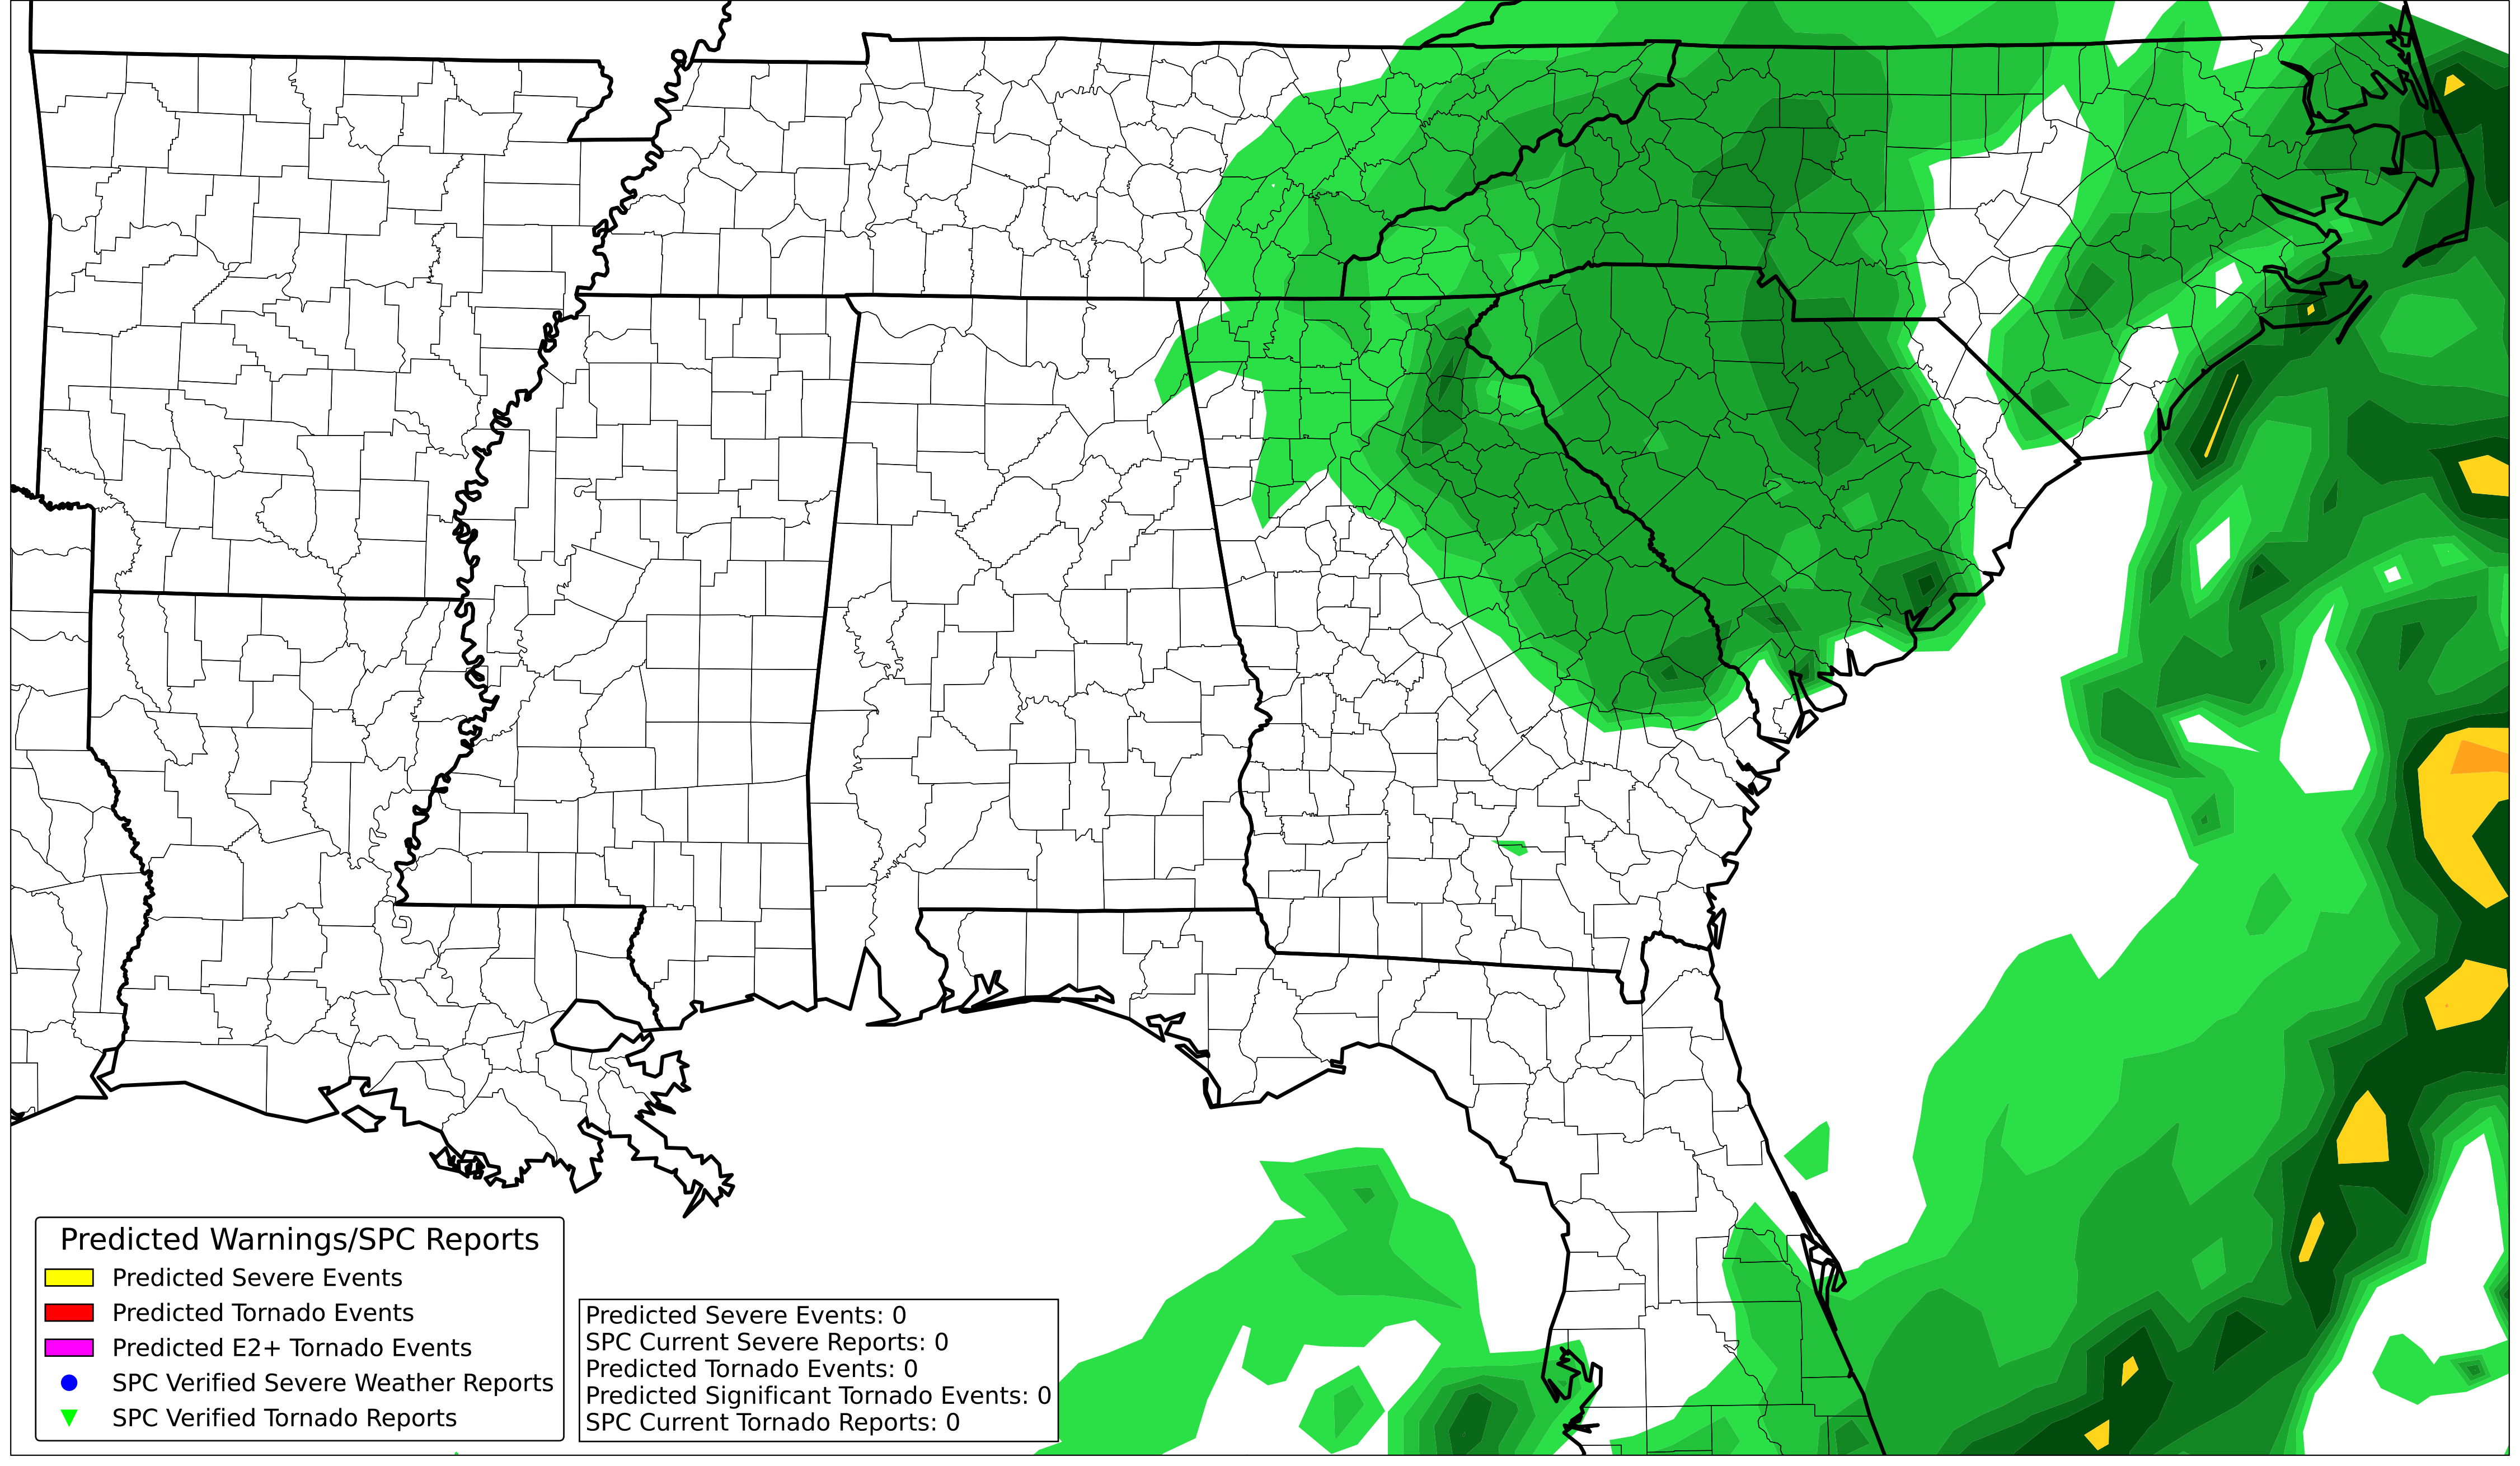 Predicted Warnings/SPC Reports
Predicted Severe Events
Predicted Tornado Events
Predicted E2+ Tornado Events
SPC Verified Severe Weather Reports
SPC Verified Tornado Reports
Predicted Severe Events: 0
SPC Current Severe Reports: 0
Predicted Tornado Events: 0
Predicted Significant Tornado Events: 0
SPC Current Tornado Reports: 0